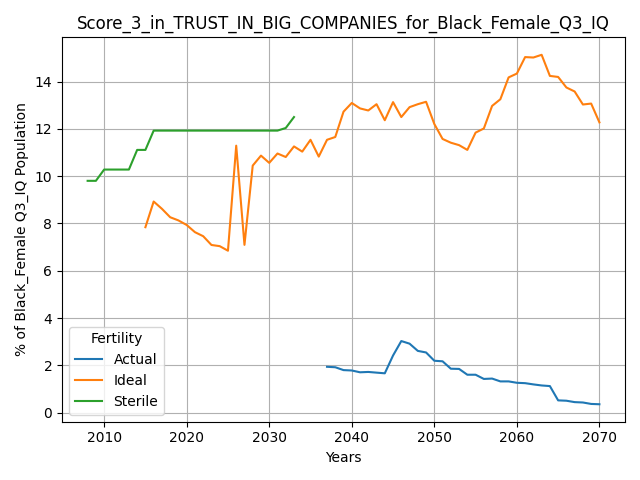 Score_3_in_TRUST_IN_BIG_COMPANIES_for_Black_Female_Q3_IQ
% of Black_Female Q3_IQ Population
14
12
10
8
6
4
2
0
Fertility
Actual
Ideal
Sterile
2010 2020 2030 2040 2050 2060 2070
Years